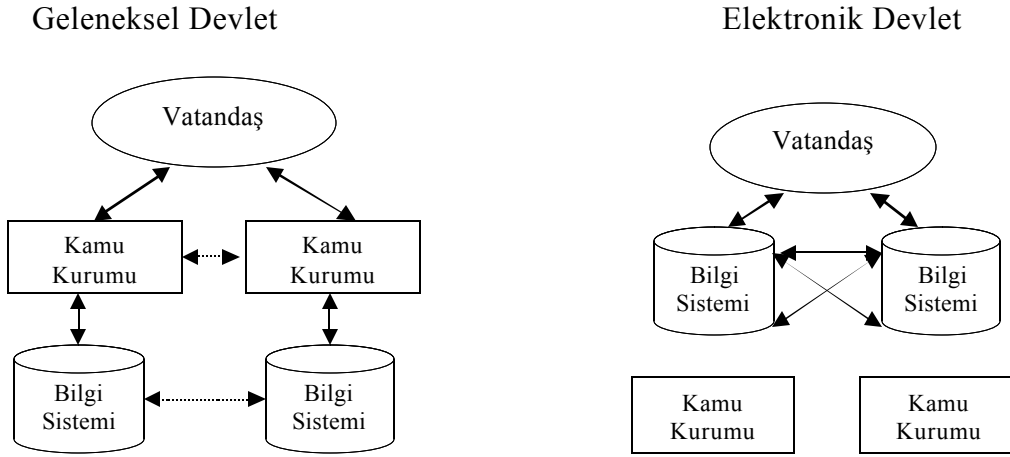 Geleneksel Devlet
Elektronik Devlet
Vatandaş
Kamu
Kurumu
Kamu
Kurumu
Bilgi
Sistemi
Bilgi
Sistemi
Vatandaş
Bilgi
Sistemi
Bilgi
Sistemi
Kamu
Kurumu
Kamu
Kurumu